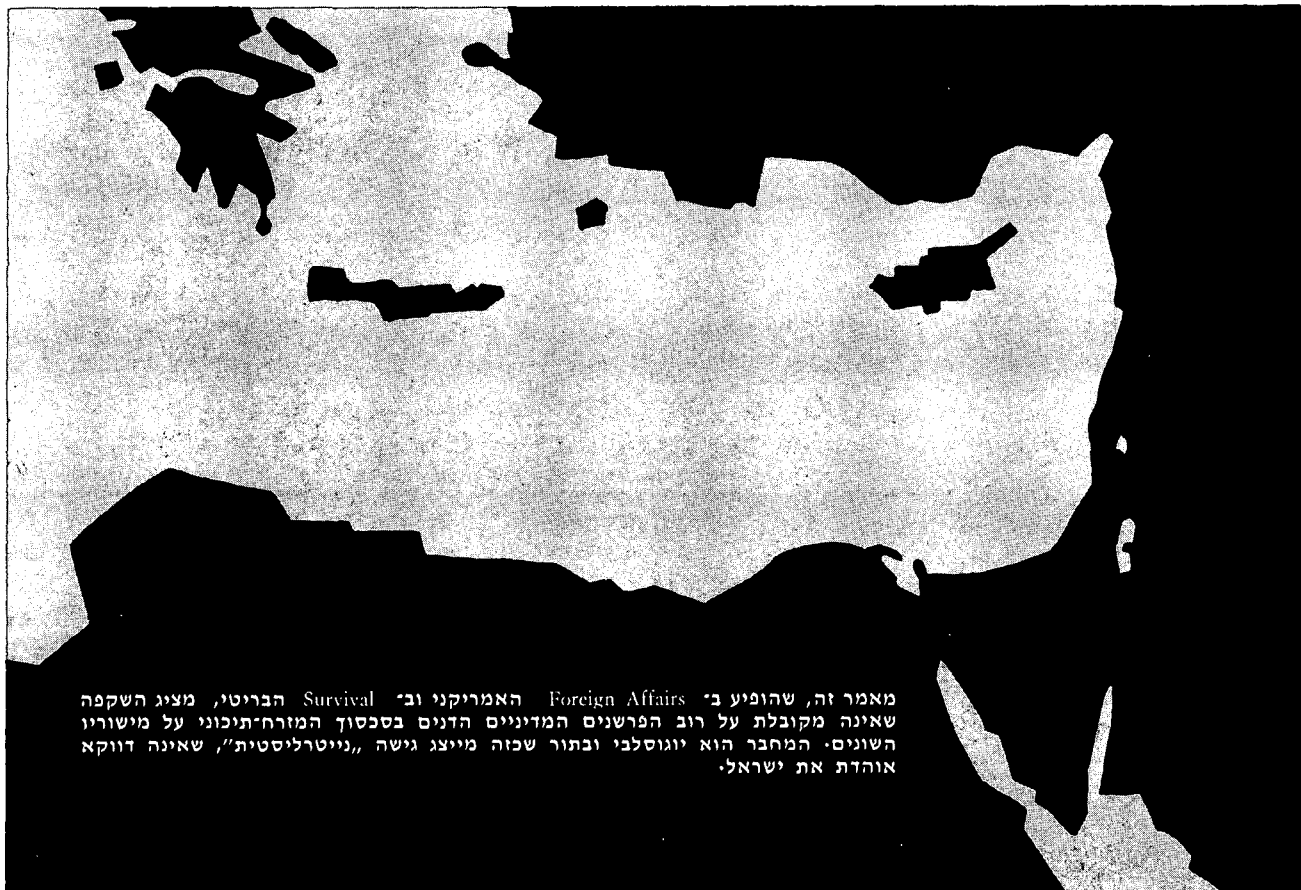 מאמר זה, שהופיע ב־ Foreign Affairs האמריקני וב־ Survival הבריטי, מציג השקפה
שאינה מקובלת על רוב הפרשנים המדיניים הדנים בסכסוך המזרח־תיכוני על מישוריו
השונים. המחבר הוא יוגוסלבי ובתור שכזה מייצג גישה „נייטרליסטית”, שאינה דווקא
אוהדת את ישראל.